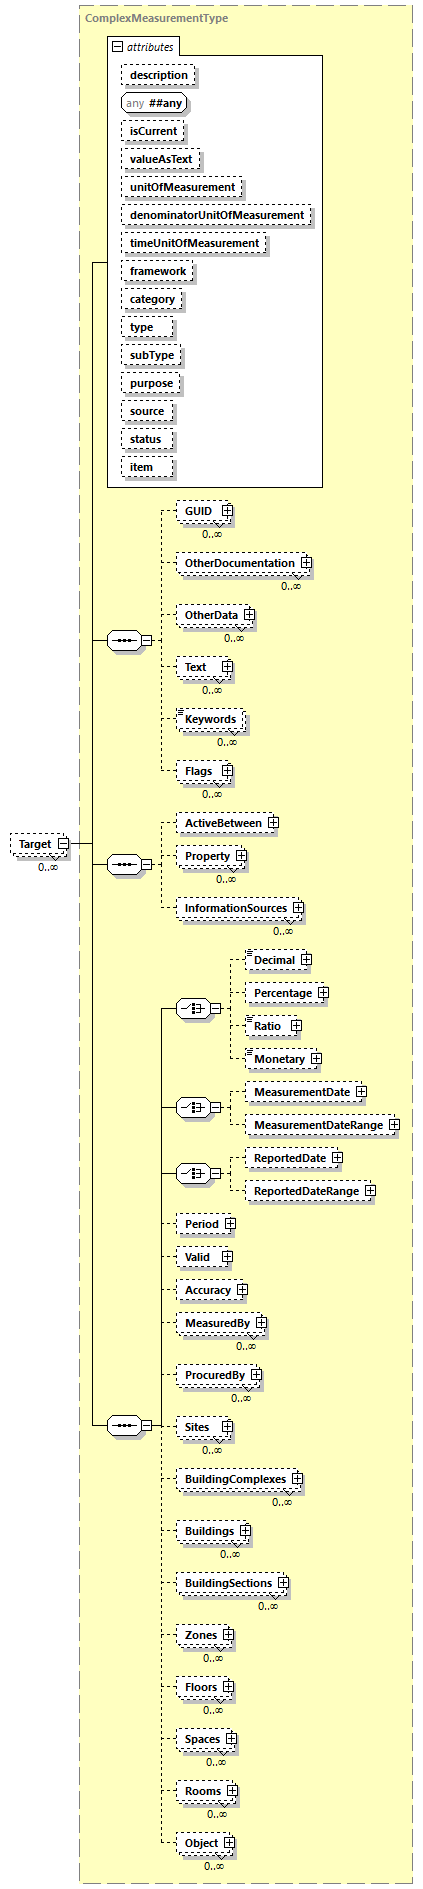 ComplexMeasurementType
attributes
description
any ##any
isCurrent
valueAsText
unitOfMeasurement
denominatorUnitOfMeasurement
timeUnitOfMeasurement
framework
category
type
subType
purpose
source
status
item
GUID
0..∞
OtherDocumentation
0..∞
OtherData
0..∞
Text
0..∞
Keywords
0..∞
Flags
0..∞
Target
0..∞
ActiveBetween
Property
0..∞
InformationSources
0..∞
Decimal
Percentage
Ratio
Monetary
MeasurementDate
MeasurementDateRange
ReportedDate
ReportedDateRange
Period
Valid
Accuracy
MeasuredBy
0..∞
ProcuredBy
0..∞
Sites
0..∞
BuildingComplexes
0..∞
Buildings
0..∞
BuildingSections
0..∞
Zones
0..∞
Floors
0..∞
Spaces
0..∞
Rooms
0..∞
Object
0..∞